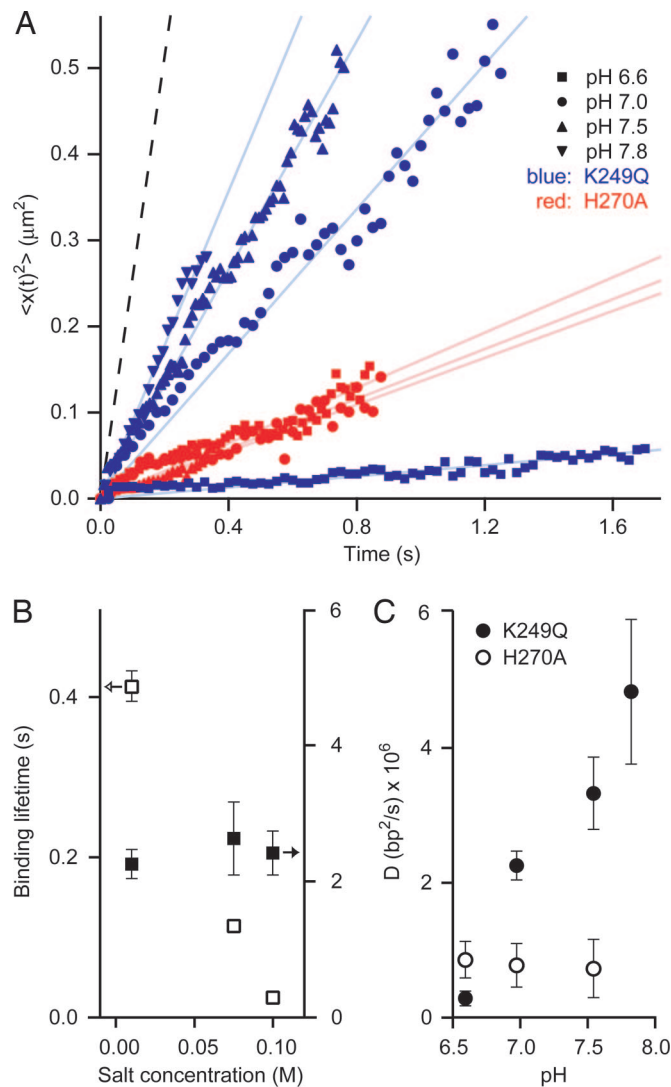 A
<x(t)²> (μm²)
0.5
0.4
0.3
0.2
0.1
0.0
0.0 0.4 0.8 1.2 1.6
Time (s)
pH 6.6
pH 7.0
pH 7.5
pH 7.8
blue: K249Q
red: H270A
B
Binding lifetime (s)
0.4
0.2
0.0
6
4
2
0
0.00 0.05 0.10
Salt concentration (M)
C
K249Q
H270A
D (bp²/s) x 10⁶
6
4
2
0
6.5 7.0 7.5 8.0
pH